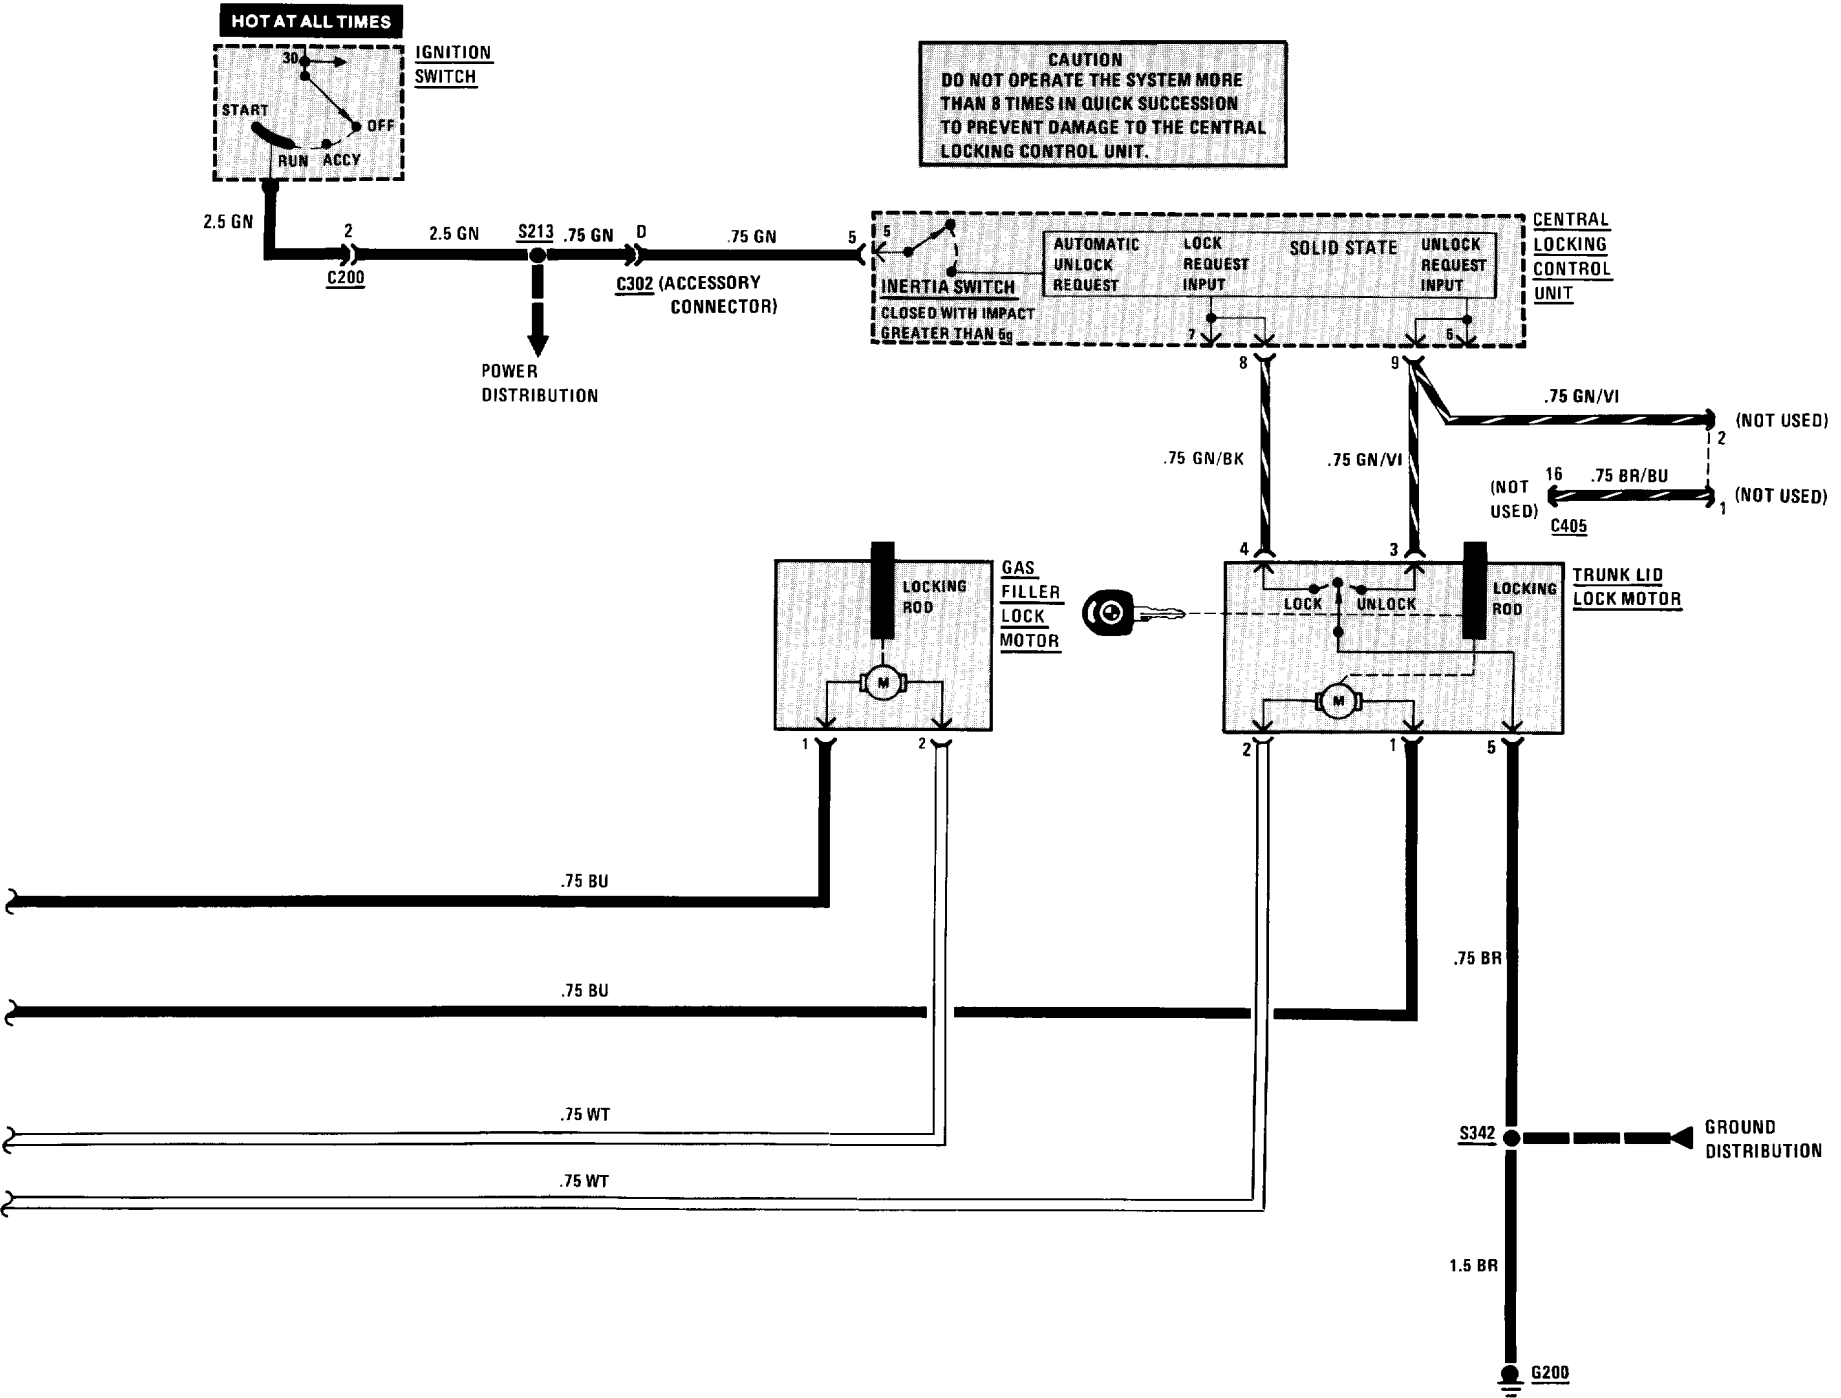 HOT AT ALL TIMES
IGNITION
SWITCH
30
START
OFF
RUN ACCY
CAUTION
DO NOT OPERATE THE SYSTEM MORE
THAN 8 TIMES IN QUICK SUCCESSION
TO PREVENT DAMAGE TO THE CENTRAL
LOCKING CONTROL UNIT.
2.5 GN
2
C200
2.5 GN
S213
.75 GN
D
C302 (ACCESSORY
CONNECTOR)
.75 GN
5
5
POWER
DISTRIBUTION
INERTIA SWITCH
CLOSED WITH IMPACT
GREATER THAN 5g
AUTOMATIC
UNLOCK
REQUEST
LOCK
REQUEST
INPUT
SOLID STATE
UNLOCK
REQUEST
INPUT
CENTRAL
LOCKING
CONTROL
UNIT
7
6
8
9
.75 GN/VI
(NOT USED)
2
.75 GN/BK
.75 GN/VI
16
.75 BR/BU
(NOT
USED)
C405
(NOT USED)
1
GAS
FILLER
LOCK
MOTOR
LOCKING
ROD
M
1
2
4
3
LOCK
UNLOCK
LOCKING
ROD
TRUNK LID
LOCK MOTOR
M
2
1
5
.75 BU
.75 BU
.75 BR
.75 WT
.75 WT
S342
GROUND
DISTRIBUTION
1.5 BR
G200